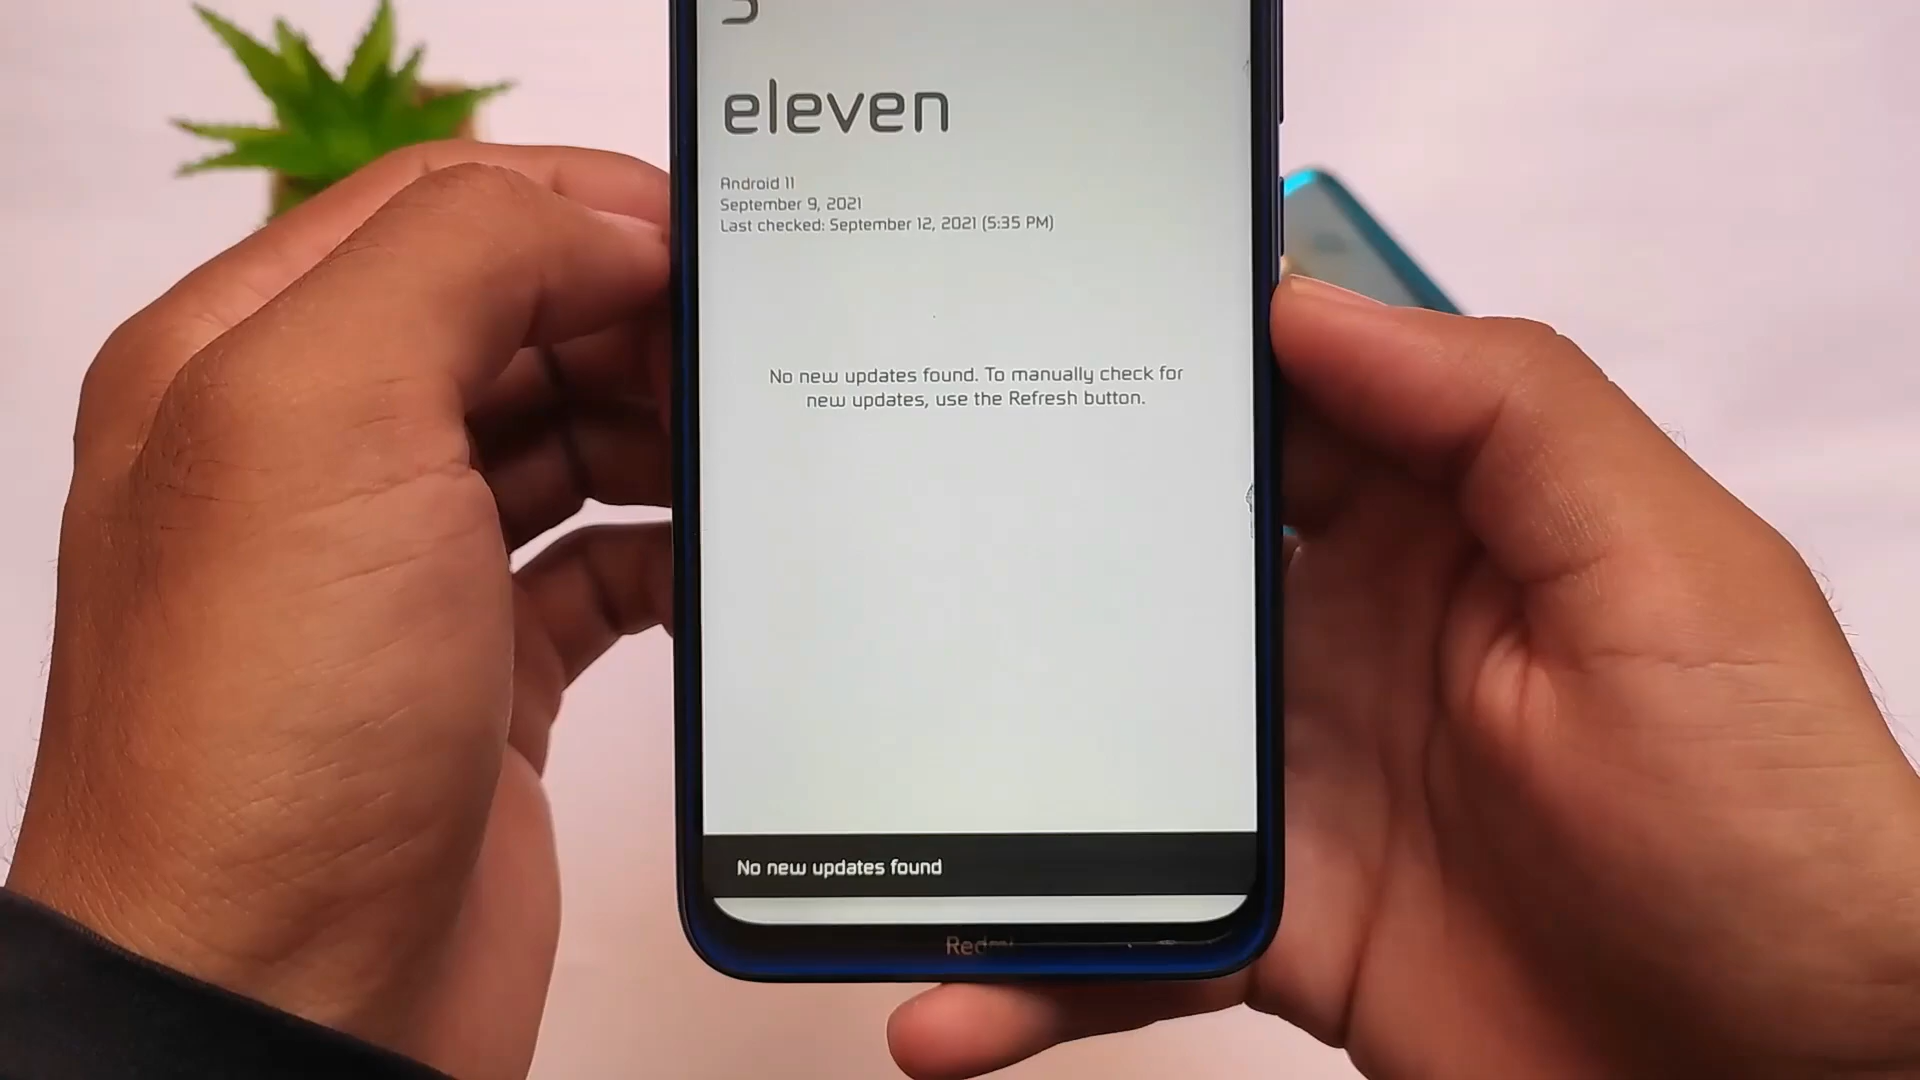 eleven
Android 11
September 9, 2021
Last checked: September 12, 2021 (5:35 PM)
No new updates found. To manually check for
new updates, use the Refresh button.
No new updates found
Redmi